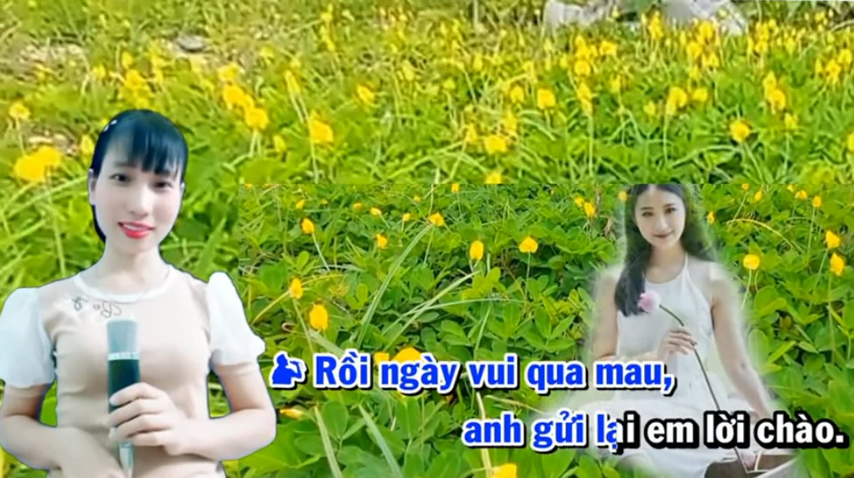 Rồi ngày vui qua mau,
anh gửi lại em lời chào.